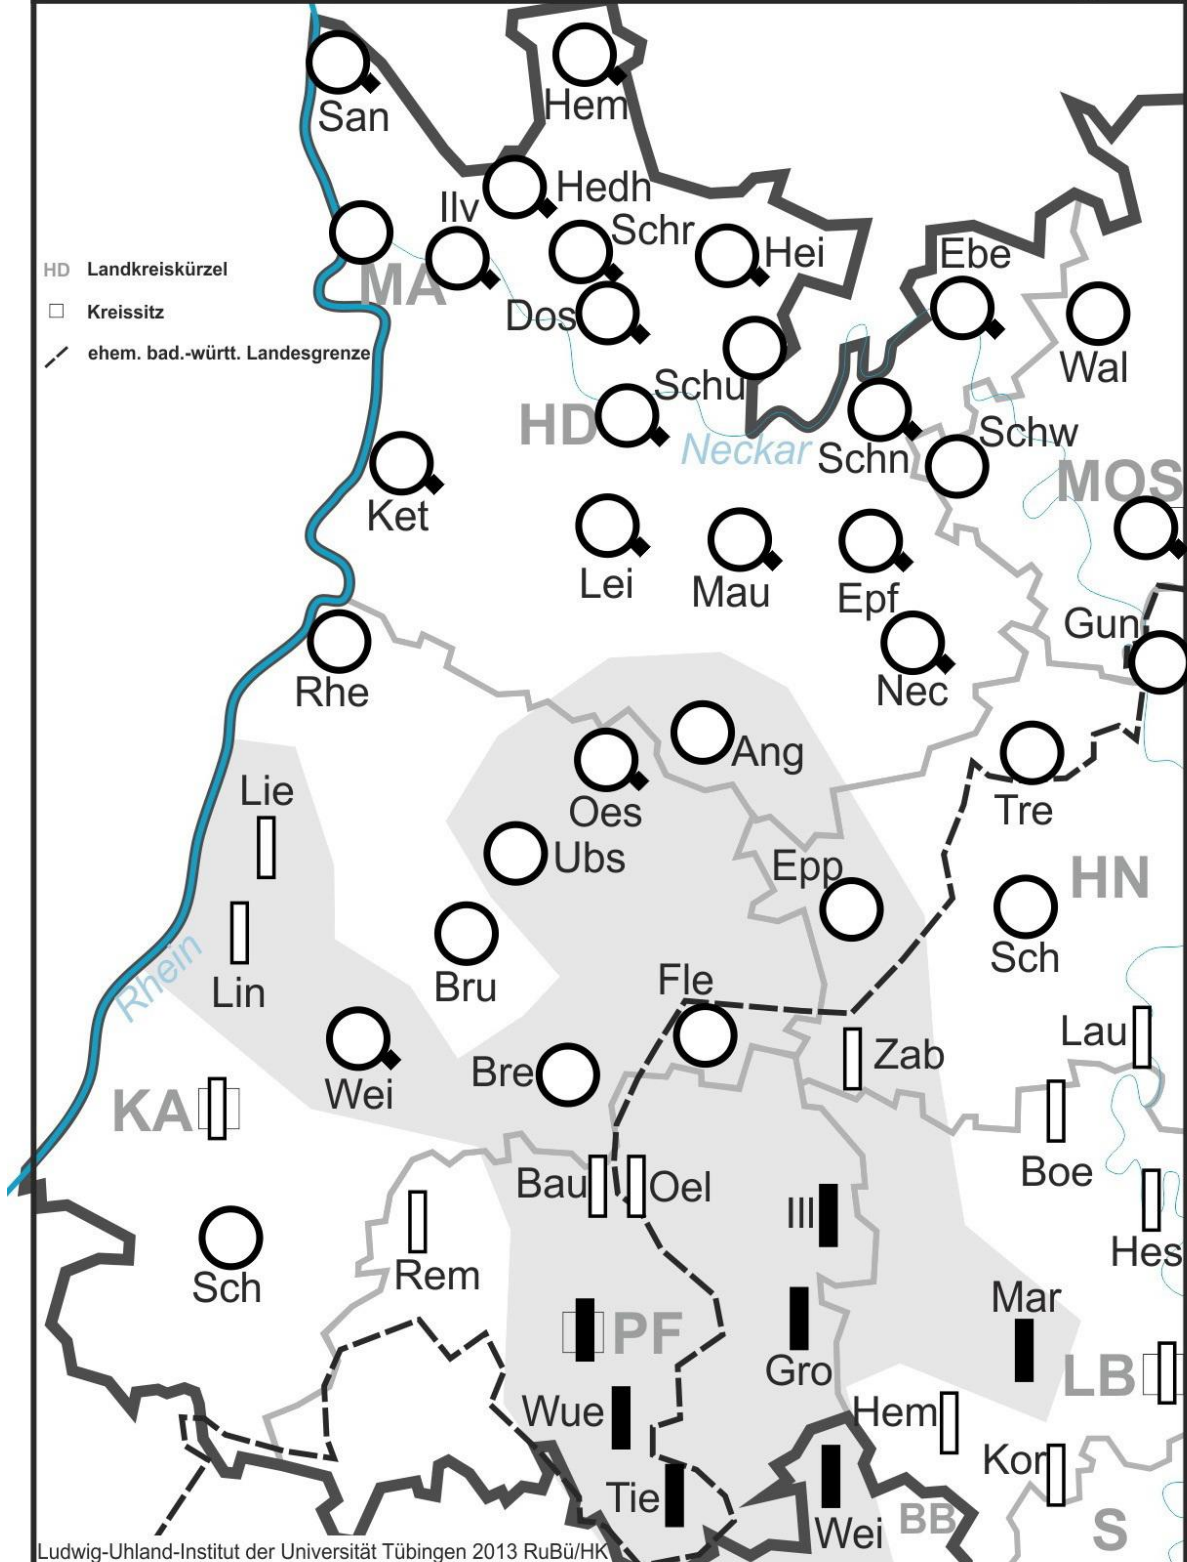 San
Hem
Hedh
Ilv
Schr
Hei
Ebe
HD Landkreiskürzel
MA
Kreissitz
Dos
Wal
ehem. bad.-württ. Landesgrenze
Schu
HD
Neckar
Schn
Schw
MOS
Ket
Lei
Mau
Epf
Gun
Rhe
Nec
Ang
Lie
Oes
Tre
Ubs
Epp
HN
Sch
Rhein
Lin
Bru
Fle
Lau
Zab
Bre
Wei
KA
Boe
Bau
Oel
Ill
Hes
Sch
Rem
Mar
PF
Gro
LB
Wue
Hem
Kor
Tie
Wei
BB
S
Ludwig-Uhland-Institut der Universität Tübingen 2013 RuBü/HK